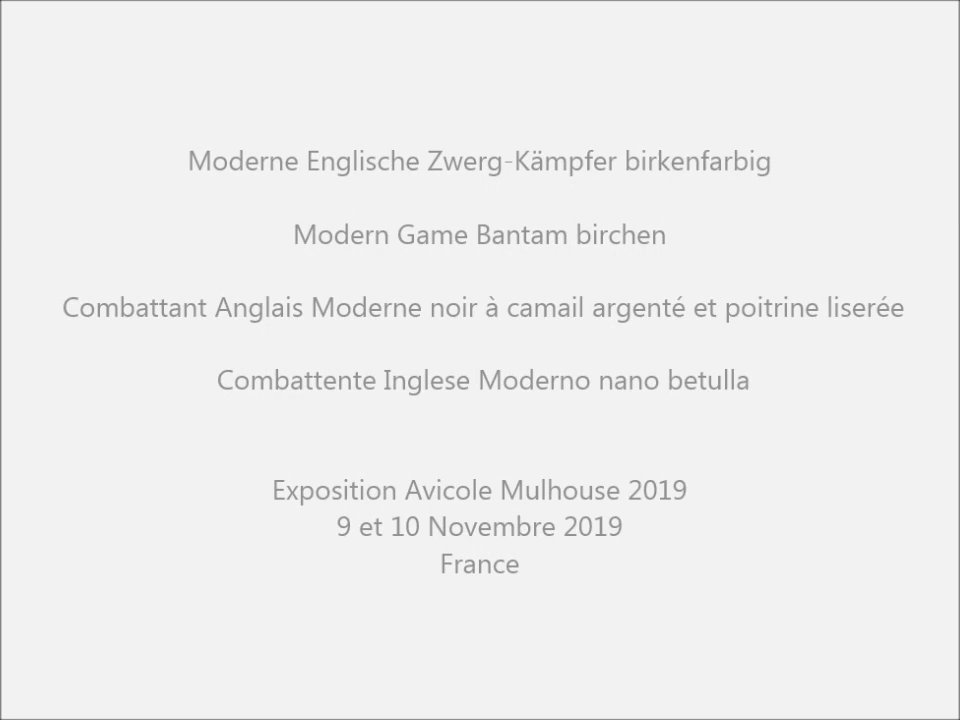 Moderne Englische Zwerg-Kämpfer birkenfarbig
Modern Game Bantam birchen
Combattant Anglais Moderne noir à camail argenté et poitrine liserée
Combattente Inglese Moderno nano betulla
Exposition Avicole Mulhouse 2019
9 et 10 Novembre 2019
France